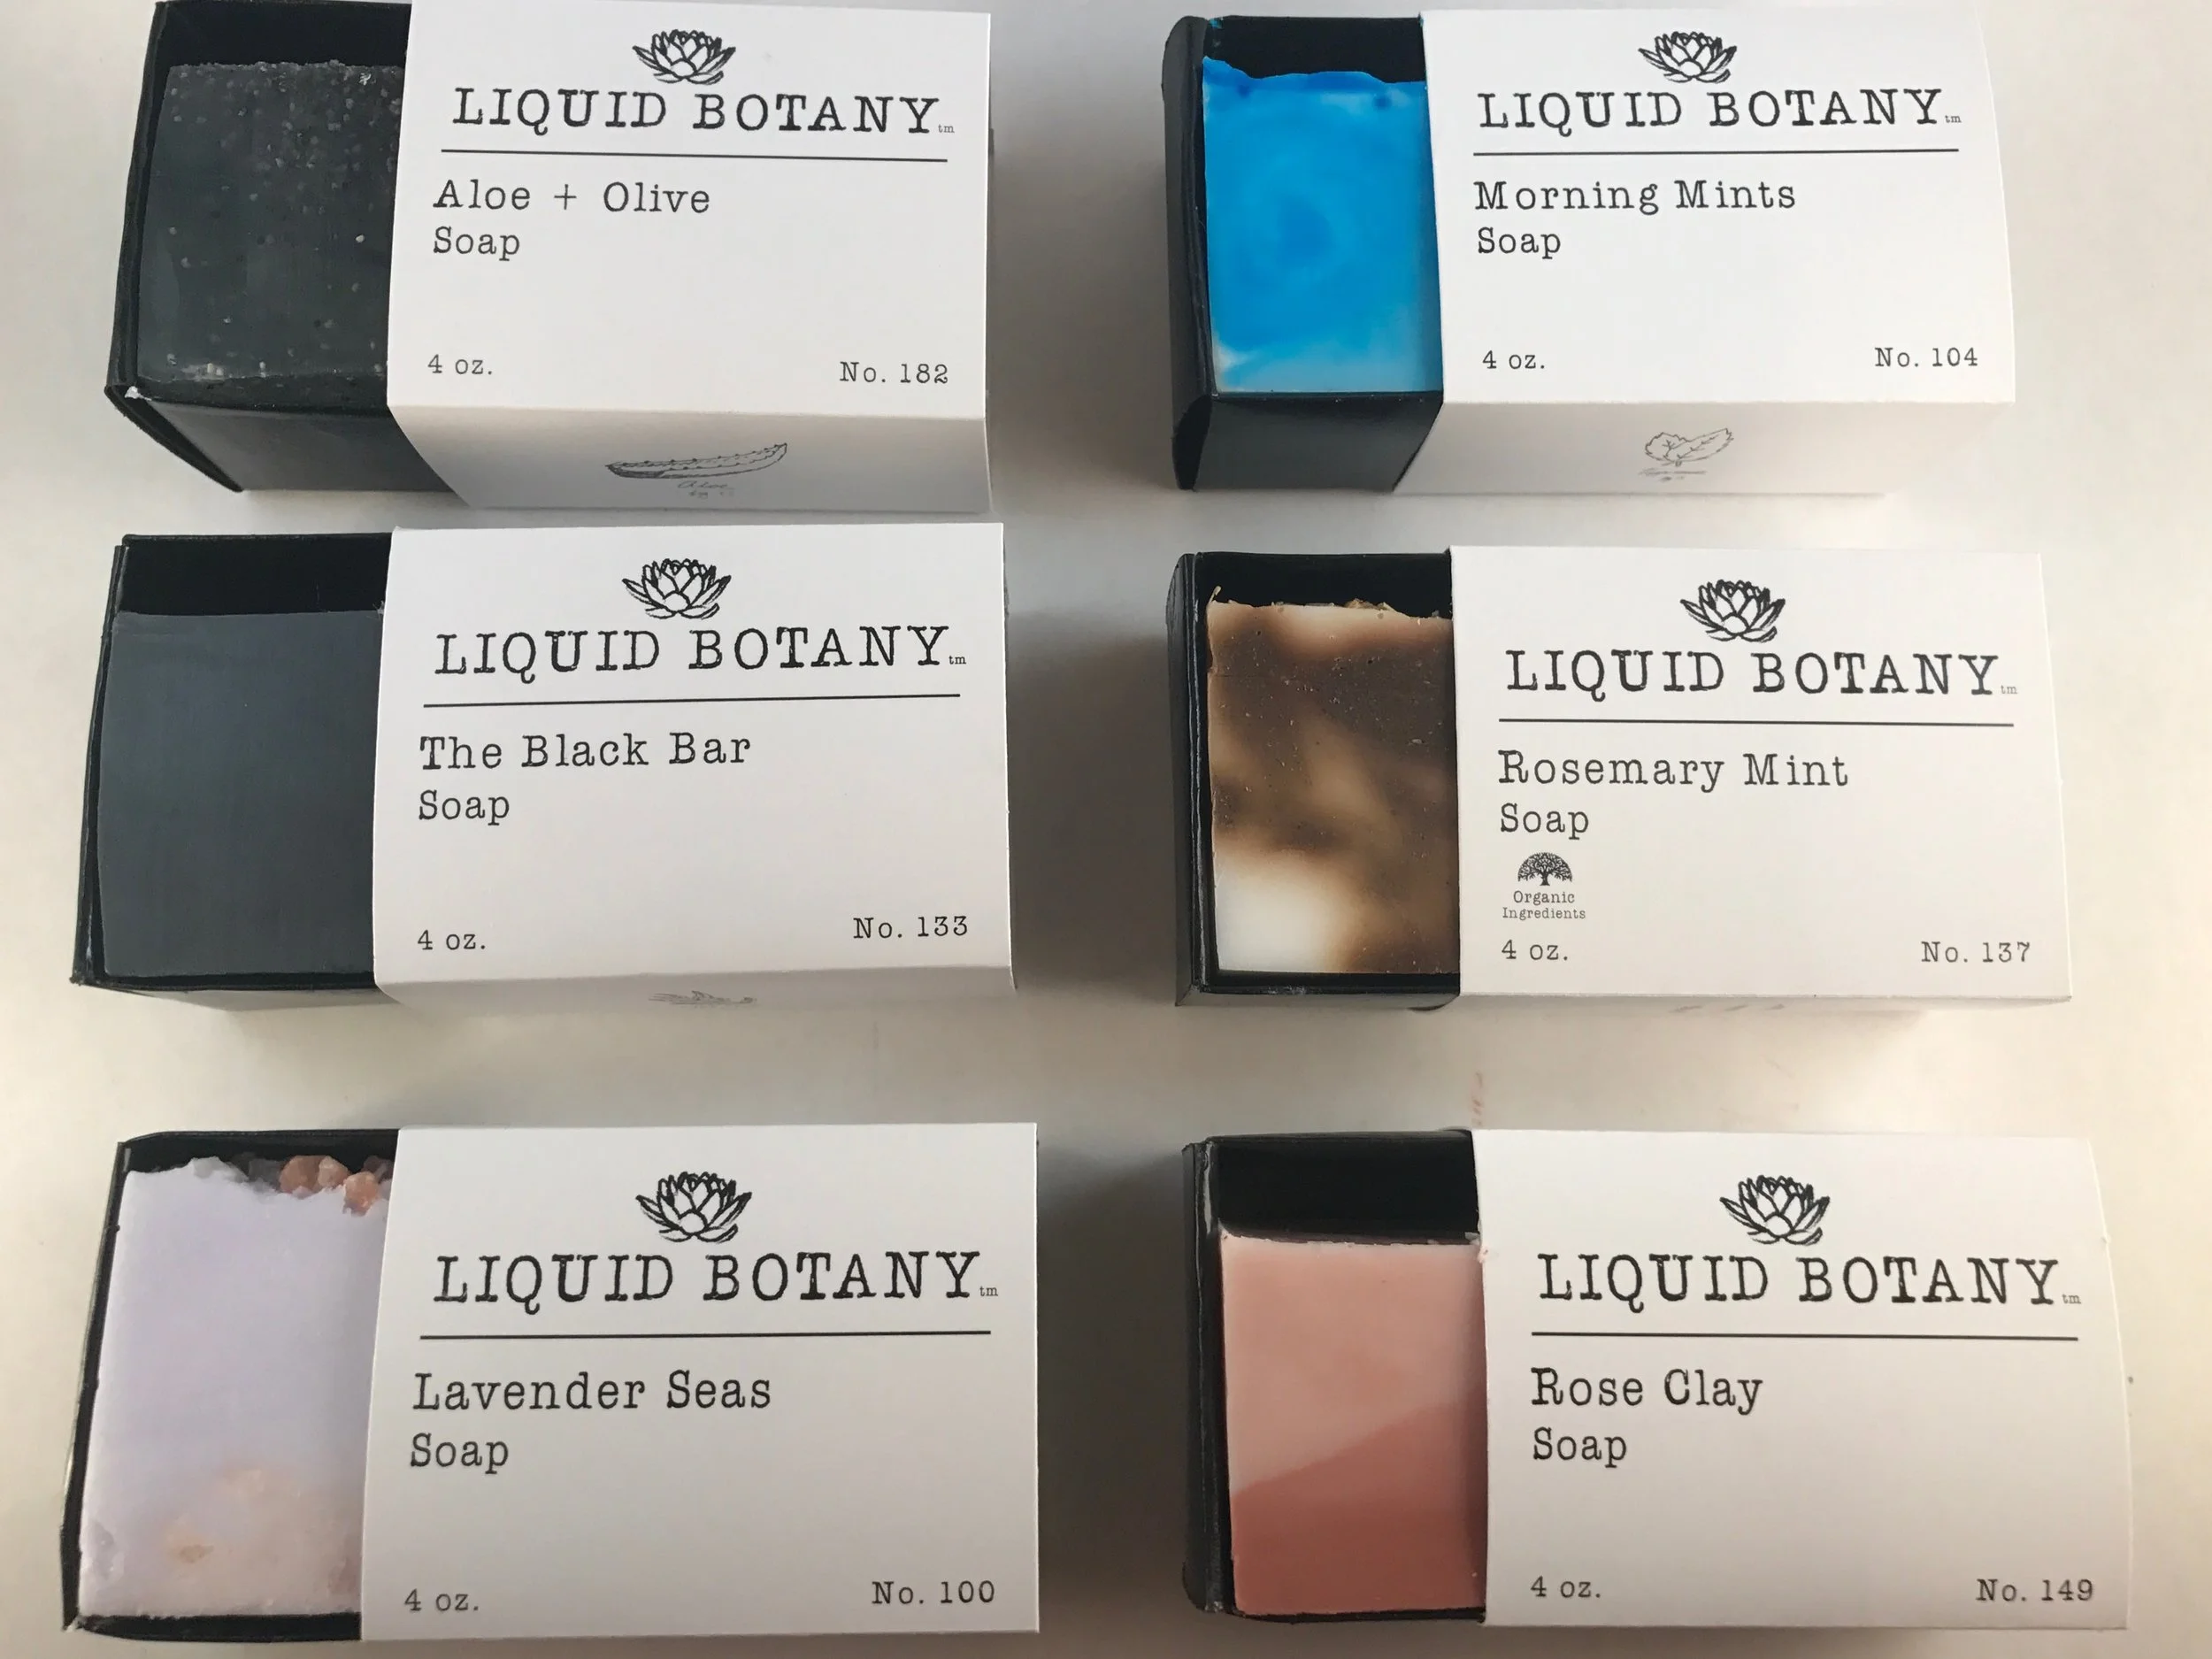 LIQUID BOTANY tm
Aloe + Olive
Soap
4 oz.
No. 182
Aloe
LIQUID BOTANY tm
Morning Mints
Soap
4 oz.
No. 104
LIQUID BOTANY tm
The Black Bar
Soap
4 oz.
No. 133
LIQUID BOTANY tm
Rosemary Mint
Soap
Organic
Ingredients
4 oz.
No. 137
LIQUID BOTANY tm
Lavender Seas
Soap
4 oz.
No. 100
LIQUID BOTANY tm
Rose Clay
Soap
4 oz.
No. 149